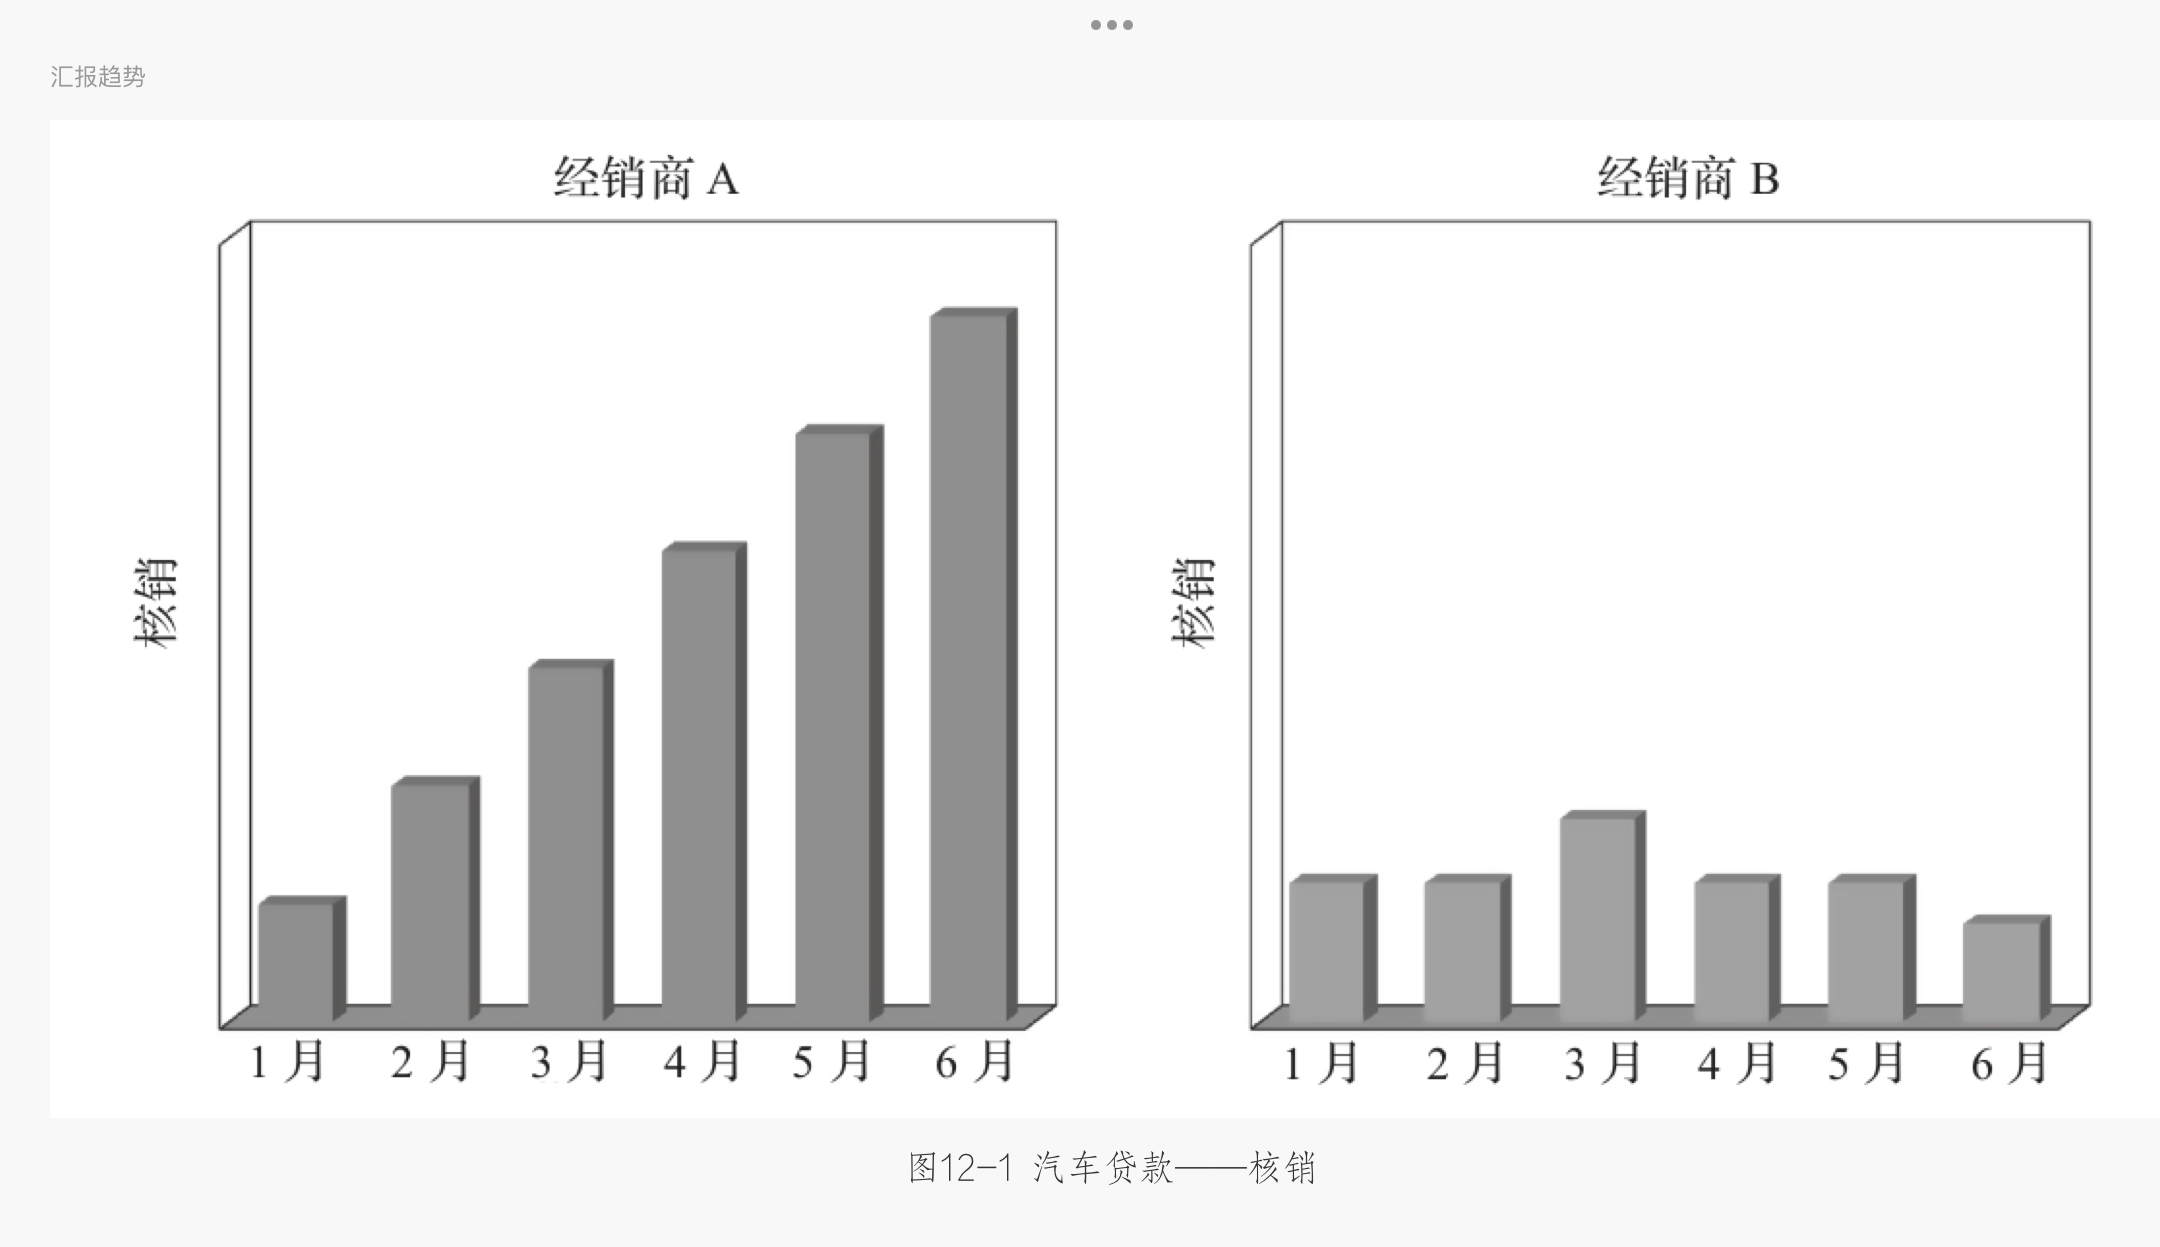 汇报趋势
经销商 A
核销
1 月 2 月 3 月 4 月 5 月 6 月
经销商 B
核销
1 月 2 月 3 月 4 月 5 月 6 月
图12-1 汽车贷款——核销